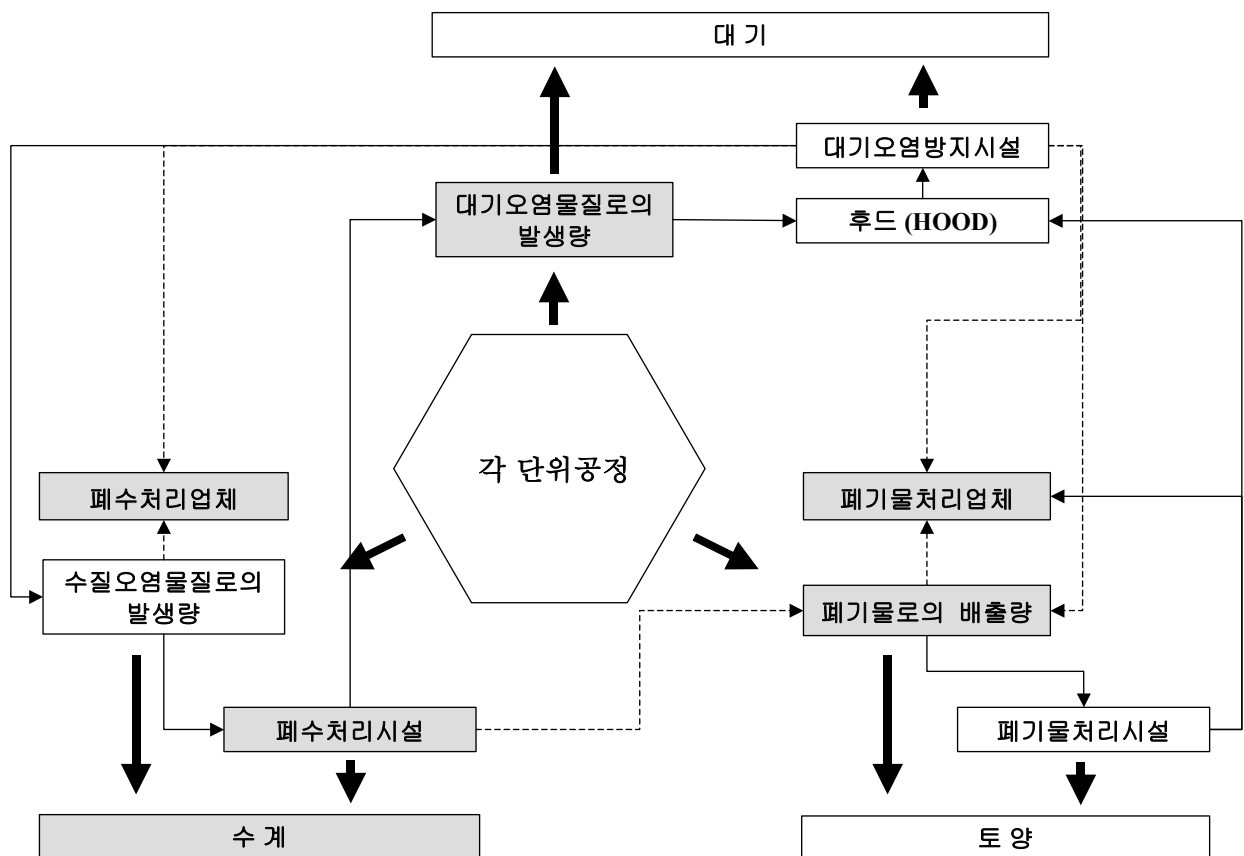 대 기
대기오염방지시설
대기오염물질로의
발생량
후드 (HOOD)
각 단위공정
폐수처리업체
폐기물처리업체
수질오염물질로의
발생량
폐기물로의 배출량
폐수처리시설
폐기물처리시설
수 계
토 양